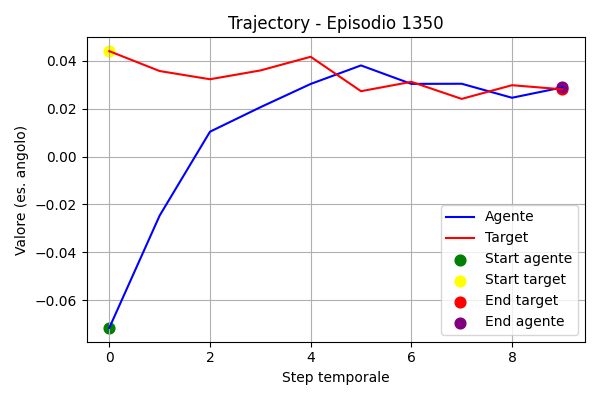 Trajectory - Episodio 1350
Valore (es. angolo)
0.04
0.02
0.00
−0.02
−0.04
−0.06
0
2
4
6
8
Step temporale
Agente
Target
Start agente
Start target
End target
End agente